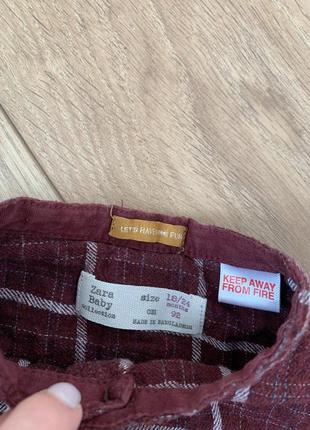 LET'S HAVE FUN
KEEP AWAY
FROM FIRE
Zara
Baby
collection
size 18/24
months
CM 92
MADE IN BANGLADESH